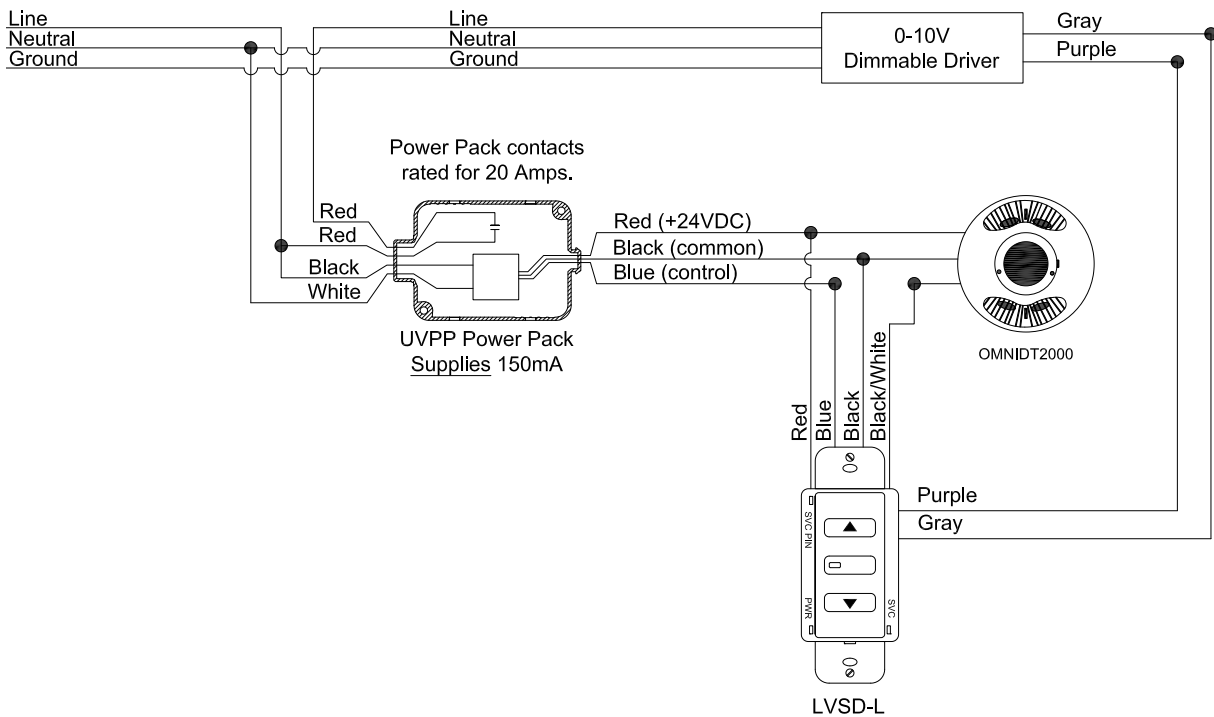 Line
Neutral
Ground
Line
Neutral
Ground
0-10V
Dimmable Driver
Gray
Purple
Power Pack contacts
rated for 20 Amps.
Red
Red
Black
White
UVPP Power Pack
Supplies 150mA
Red (+24VDC)
Black (common)
Blue (control)
OMNIDT2000
Red
Blue
Black
Black/White
Purple
Gray
SVC PIN
PWR
SVC
LVSD-L